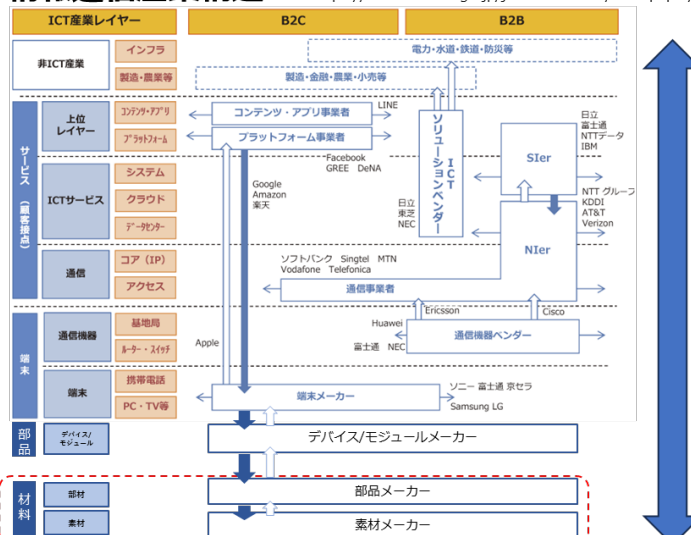 ICT産業レイヤー
B2C
B2B
非ICT産業
インフラ
電力・水道・鉄道・防災等
製造・農業等
製造・金融・農業・小売等
サービス（顧客接点）
上位
レイヤー
コンテンツ・アプリ
プラットフォーム
コンテンツ・アプリ事業者
LINE
プラットフォーム事業者
Facebook
GREE DeNA
Google
Amazon
楽天
ICT
ソリューションベンダー
日立
東芝
NEC
日立
富士通
NTTデータ
IBM
SIer
ICTサービス
システム
クラウド
データセンター
NTT グループ
KDDI
AT&T
Verizon
NIer
通信
コア（IP）
アクセス
ソフトバンク Singtel MTN
Vodafone Telefonica
通信事業者
端末
通信機器
基地局
ルーター・スイッチ
Ericsson
Cisco
Huawei
富士通 NEC
通信機器ベンダー
Apple
端末
携帯電話
PC・TV等
端末メーカー
ソニー 富士通 京セラ
Samsung LG
部品
デバイス/
モジュール
デバイス/モジュールメーカー
材料
部材
部品メーカー
素材
素材メーカー